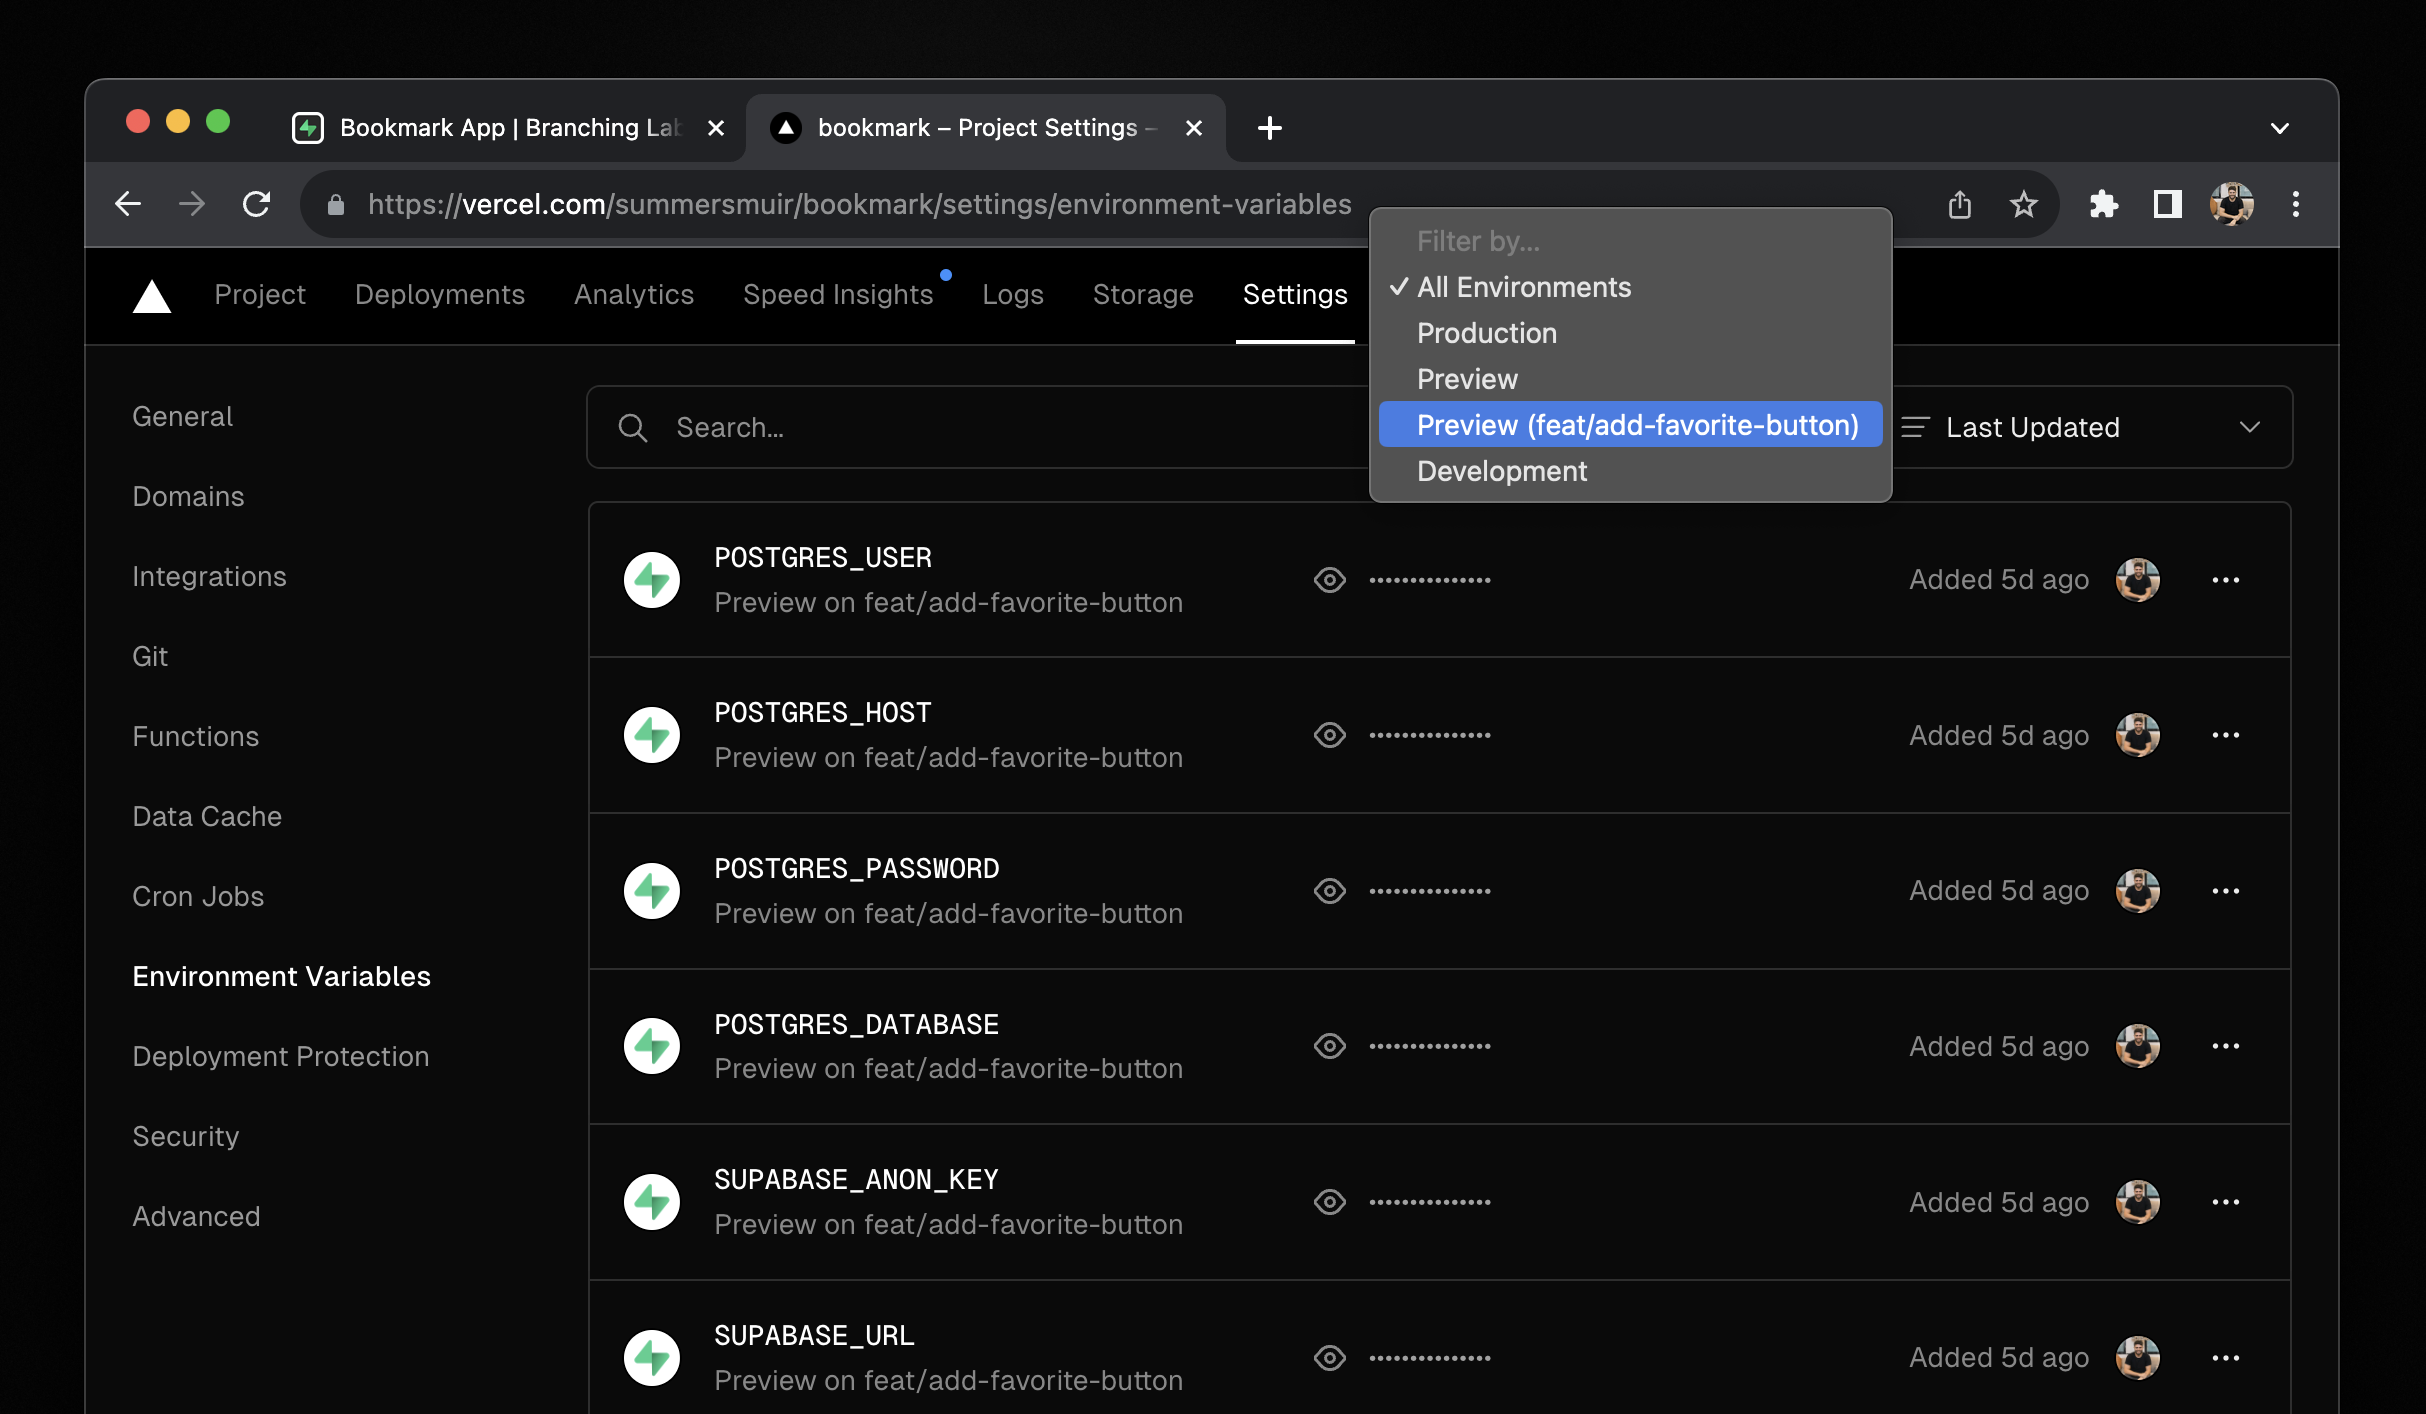 Bookmark App | Branching Lab
bookmark – Project Settings –
https://vercel.com/summersmuir/bookmark/settings/environment-variables
Project
Deployments
Analytics
Speed Insights
Logs
Storage
Settings
Filter by...
✓ All Environments
Production
Preview
Preview (feat/add-favorite-button)
Development
General
Domains
Integrations
Git
Functions
Data Cache
Cron Jobs
Environment Variables
Deployment Protection
Security
Advanced
Search...
Last Updated
POSTGRES_USER
Preview on feat/add-favorite-button
Added 5d ago
POSTGRES_HOST
Preview on feat/add-favorite-button
Added 5d ago
POSTGRES_PASSWORD
Preview on feat/add-favorite-button
Added 5d ago
POSTGRES_DATABASE
Preview on feat/add-favorite-button
Added 5d ago
SUPABASE_ANON_KEY
Preview on feat/add-favorite-button
Added 5d ago
SUPABASE_URL
Preview on feat/add-favorite-button
Added 5d ago